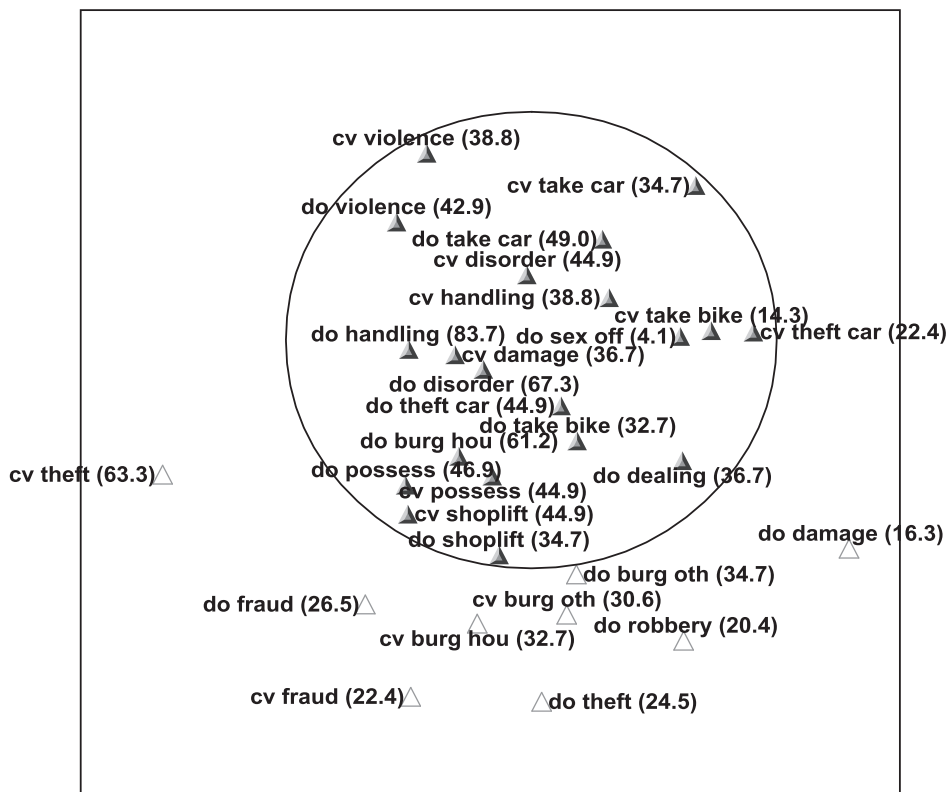 cv violence (38.8)
cv take car (34.7)
do violence (42.9)
do take car (49.0)
cv disorder (44.9)
cv handling (38.8)
cv take bike (14.3)
do handling (83.7)
do sex off (4.1)
cv theft car (22.4)
cv damage (36.7)
do disorder (67.3)
do theft car (44.9)
do take bike (32.7)
do burg hou (61.2)
do possess (46.9)
cv theft (63.3)
do dealing (36.7)
cv possess (44.9)
cv shoplift (44.9)
do shoplift (34.7)
do damage (16.3)
do burg oth (34.7)
cv burg oth (30.6)
do fraud (26.5)
do robbery (20.4)
cv burg hou (32.7)
cv fraud (22.4)
do theft (24.5)